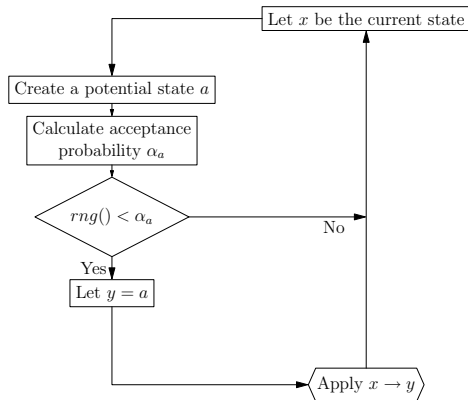 Let x be the current state
Create a potential state a
Calculate acceptance
probability αₐ
rng() < αₐ
No
Yes
Let y = a
Apply x → y